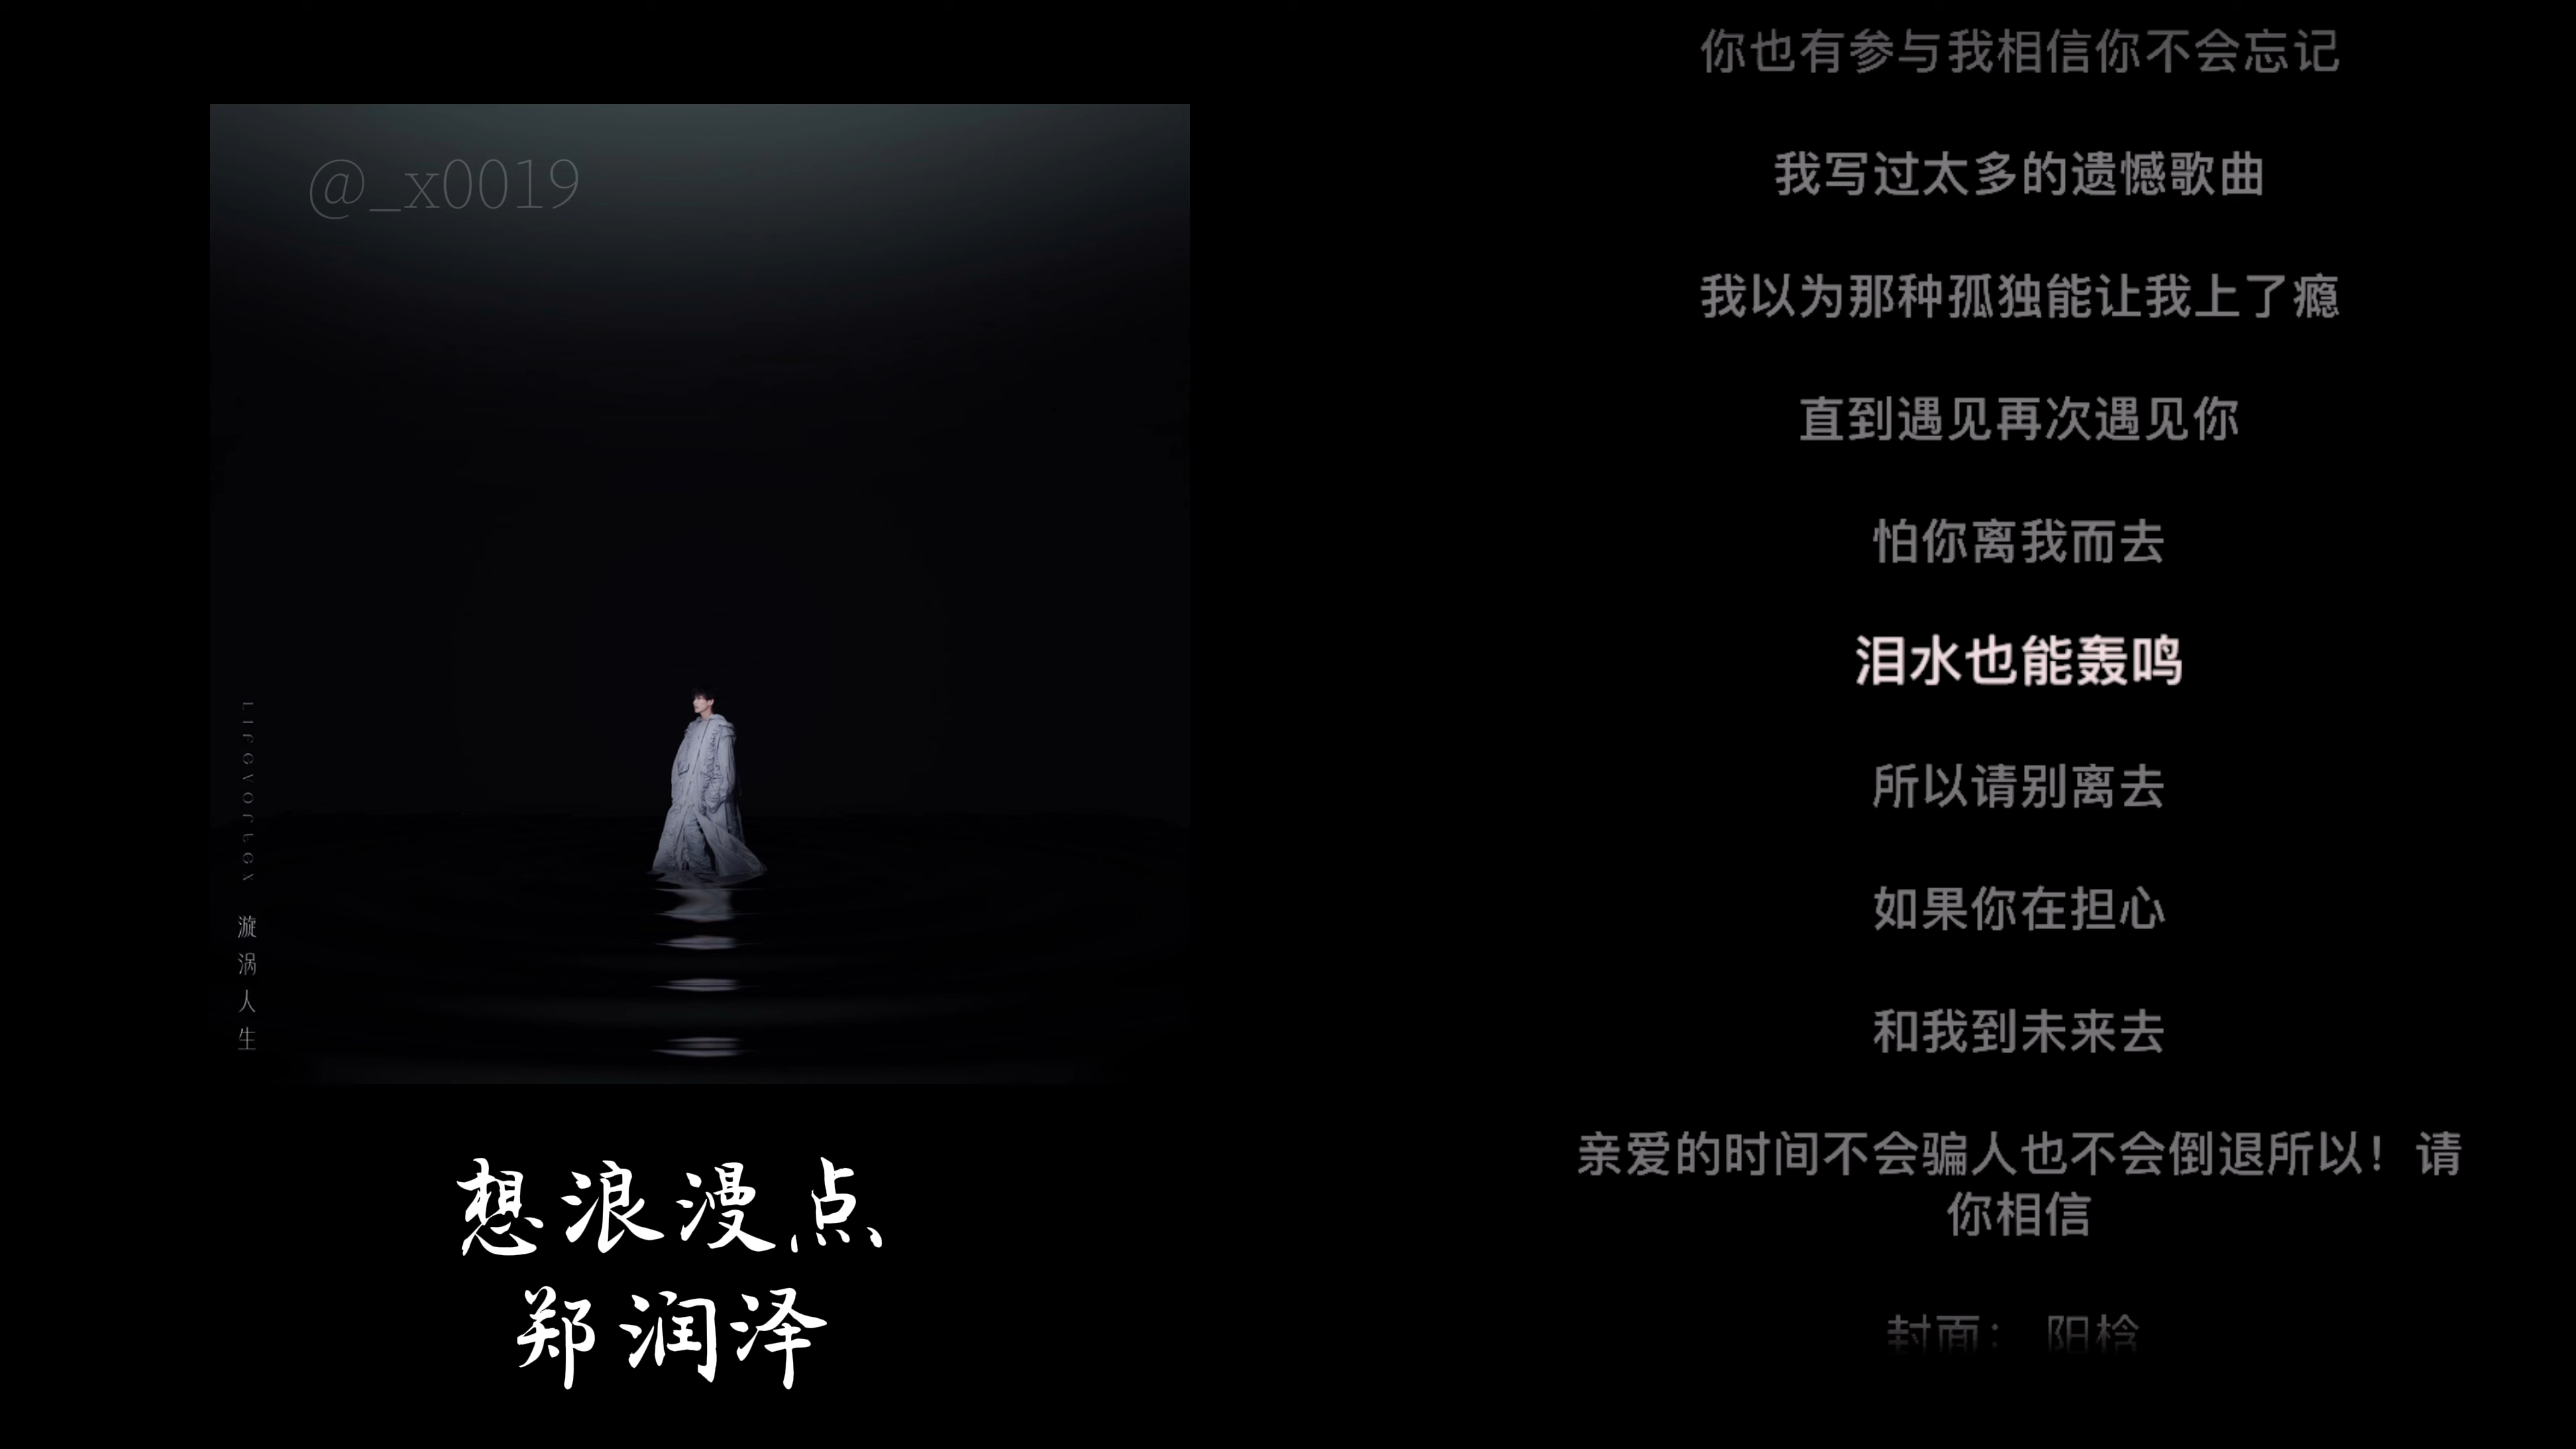 @_x0019
漩涡人生
想浪漫点
郑润泽
你也有参与我相信你不会忘记
我写过太多的遗憾歌曲
我以为那种孤独能让我上了瘾
直到遇见再次遇见你
怕你离我而去
泪水也能轰鸣
所以请别离去
如果你在担心
和我到未来去
亲爱的时间不会骗人也不会倒退所以！请
你相信
封面： 阳桧